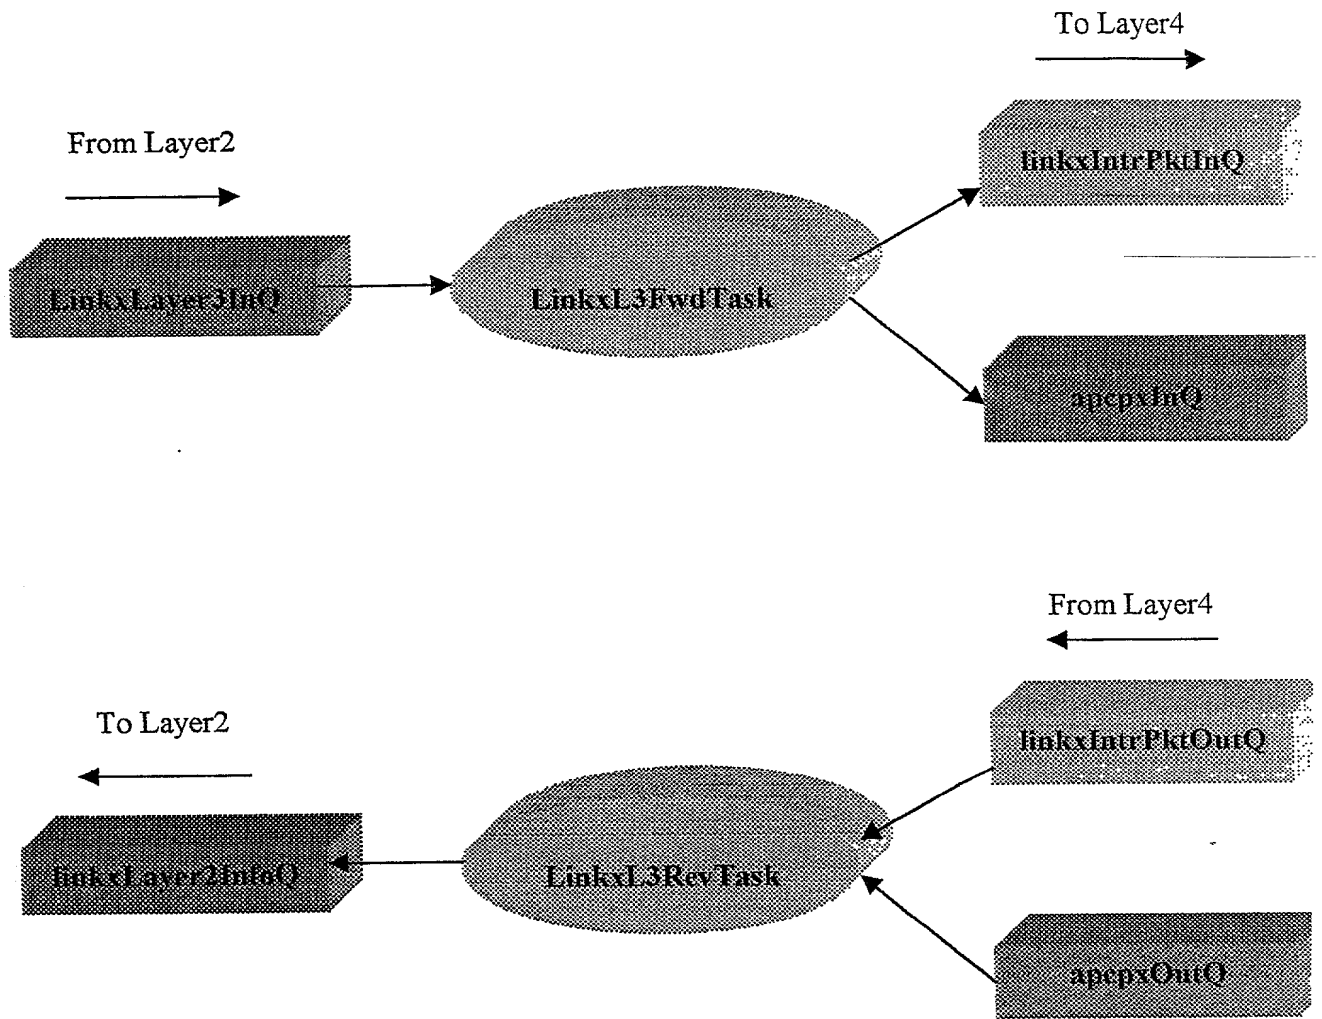 To Layer4
From Layer2
linkxIntrPktInQ
LinkxLayer3InQ
LinkxL3FwdTask
apcpxInQ
From Layer4
To Layer2
linkxIntrPktOutQ
linkxLayer2InfoQ
LinkxL3RevTask
apcpxOutQ